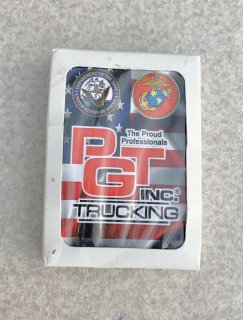 The Proud
Professionals
PGT
INC.®
TRUCKING